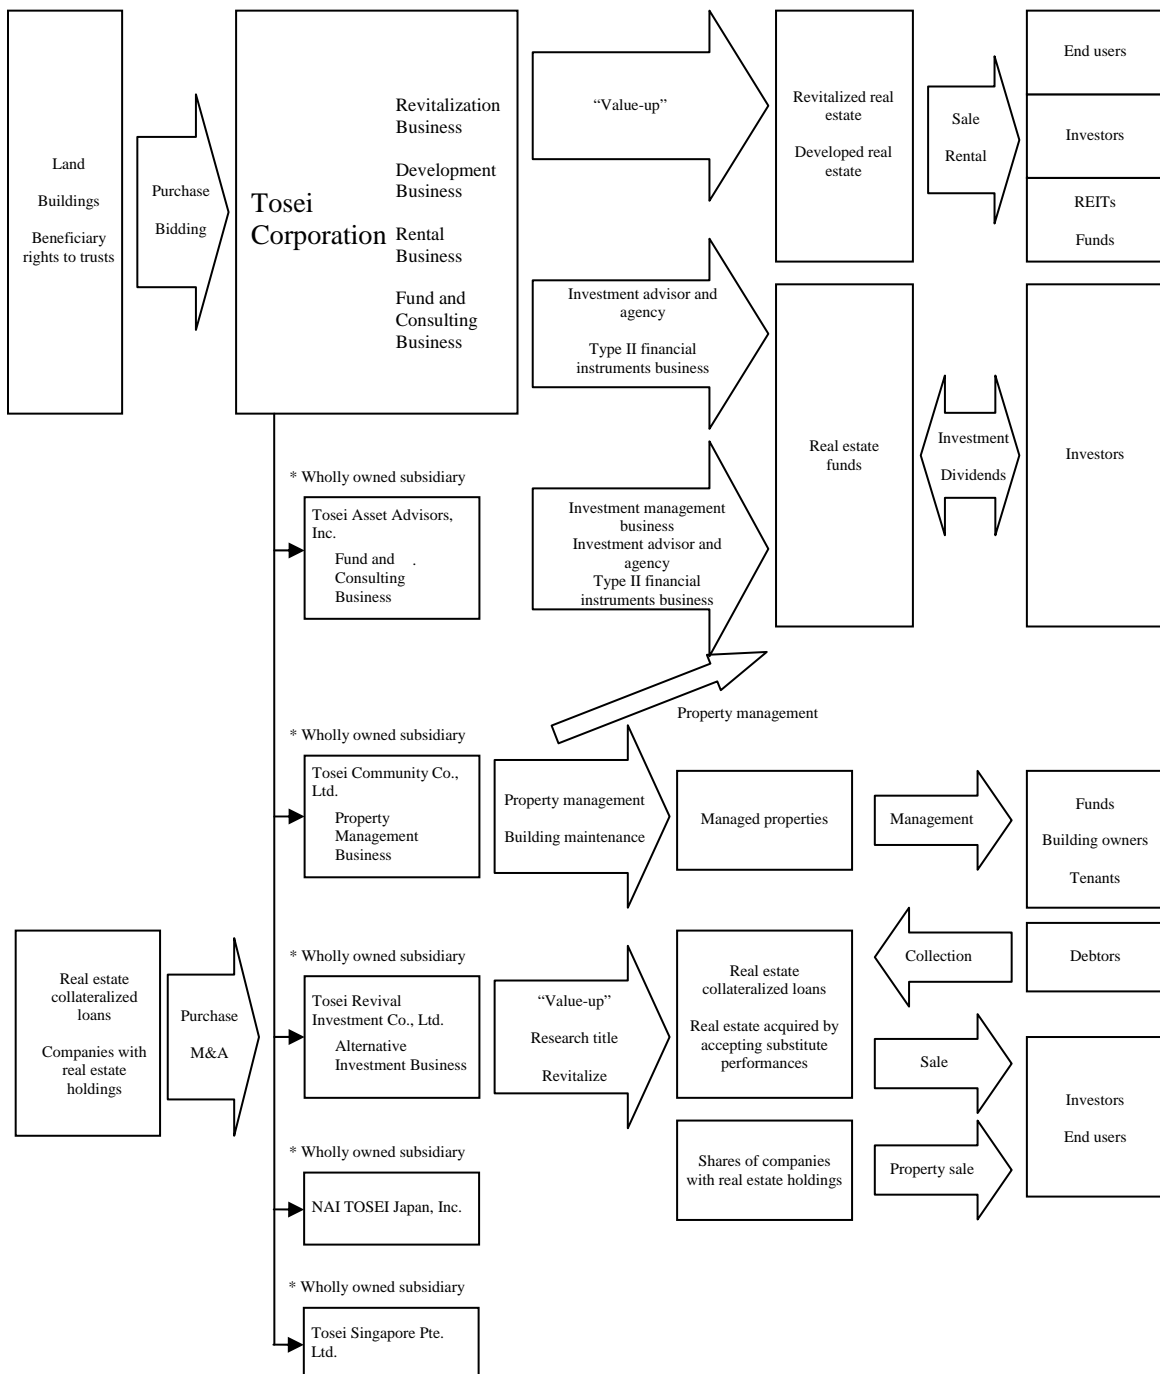 Land
Buildings
Beneficiary
rights to trusts
Purchase
Bidding
Tosei
Corporation
Revitalization
Business
Development
Business
Rental
Business
Fund and
Consulting
Business
“Value-up”
Revitalized real
estate
Developed real
estate
Sale
Rental
End users
Investors
REITs
Funds
Investment advisor and
agency
Type II financial
instruments business
Real estate
funds
Investment
Dividends
Investors
* Wholly owned subsidiary
Tosei Asset Advisors,
Inc.
Fund and .
Consulting
Business
Investment management
business
Investment advisor and
agency
Type II financial
instruments business
Property management
* Wholly owned subsidiary
Tosei Community Co.,
Ltd.
Property
Management
Business
Property management
Building maintenance
Managed properties
Management
Funds
Building owners
Tenants
Real estate
collateralized
loans
Companies with
real estate
holdings
Purchase
M&A
* Wholly owned subsidiary
Tosei Revival
Investment Co., Ltd.
Alternative
Investment Business
“Value-up”
Research title
Revitalize
Real estate
collateralized loans
Real estate acquired by
accepting substitute
performances
Collection
Debtors
Sale
Investors
End users
Shares of companies
with real estate holdings
Property sale
* Wholly owned subsidiary
NAI TOSEI Japan, Inc.
* Wholly owned subsidiary
Tosei Singapore Pte.
Ltd.